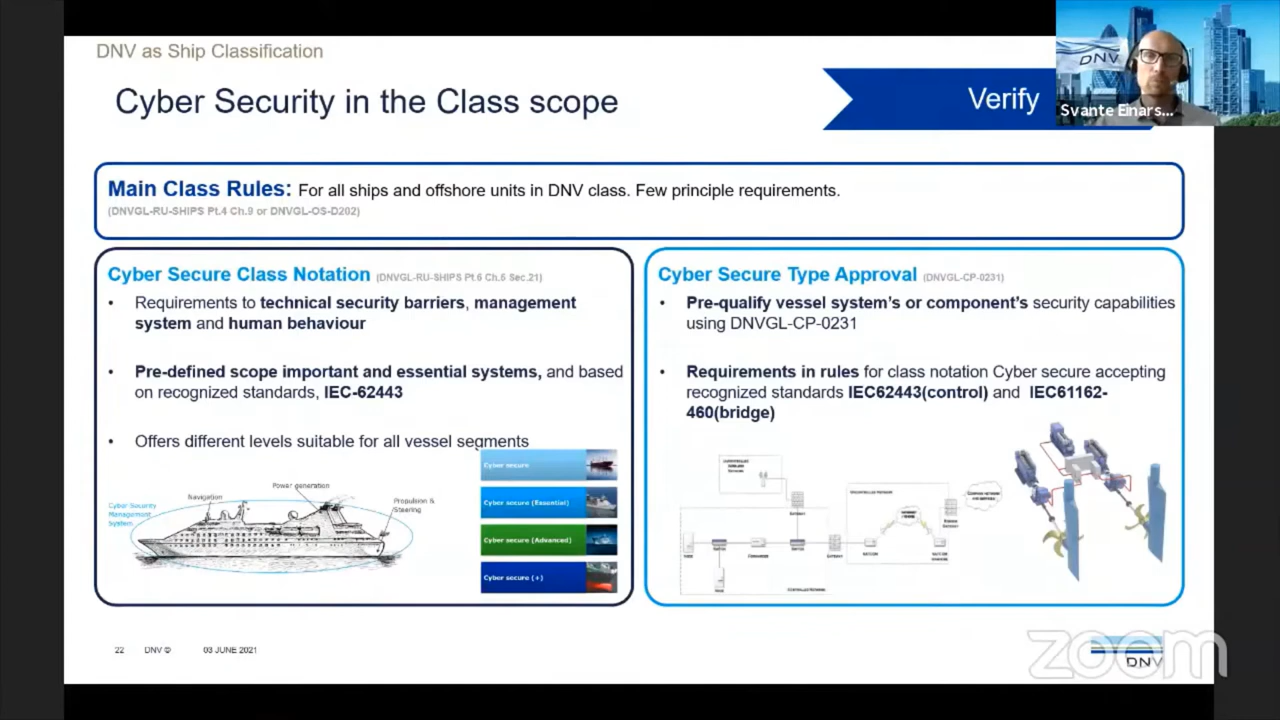 DNV as Ship Classification
Cyber Security in the Class scope
Verify
DNV
Svante Einars...
Main Class Rules: For all ships and offshore units in DNV class. Few principle requirements.
(DNVGL-RU-SHIPS Pt.4 Ch.9 or DNVGL-OS-D202)
Cyber Secure Class Notation (DNVGL-RU-SHIPS Pt.6 Ch.5 Sec.21)
• Requirements to technical security barriers, management
system and human behaviour
• Pre-defined scope important and essential systems, and based
on recognized standards, IEC-62443
• Offers different levels suitable for all vessel segments
Cyber Security
Management
System
Navigation
Power generation
Propulsion &
Steering
Cyber secure
Cyber secure (Essential)
Cyber secure (Advanced)
Cyber secure (+)
Cyber Secure Type Approval (DNVGL-CP-0231)
• Pre-qualify vessel system's or component's security capabilities
using DNVGL-CP-0231
• Requirements in rules for class notation Cyber secure accepting
recognized standards IEC62443(control) and IEC61162-
460(bridge)
22 DNV © 03 JUNE 2021
zoom
DNV